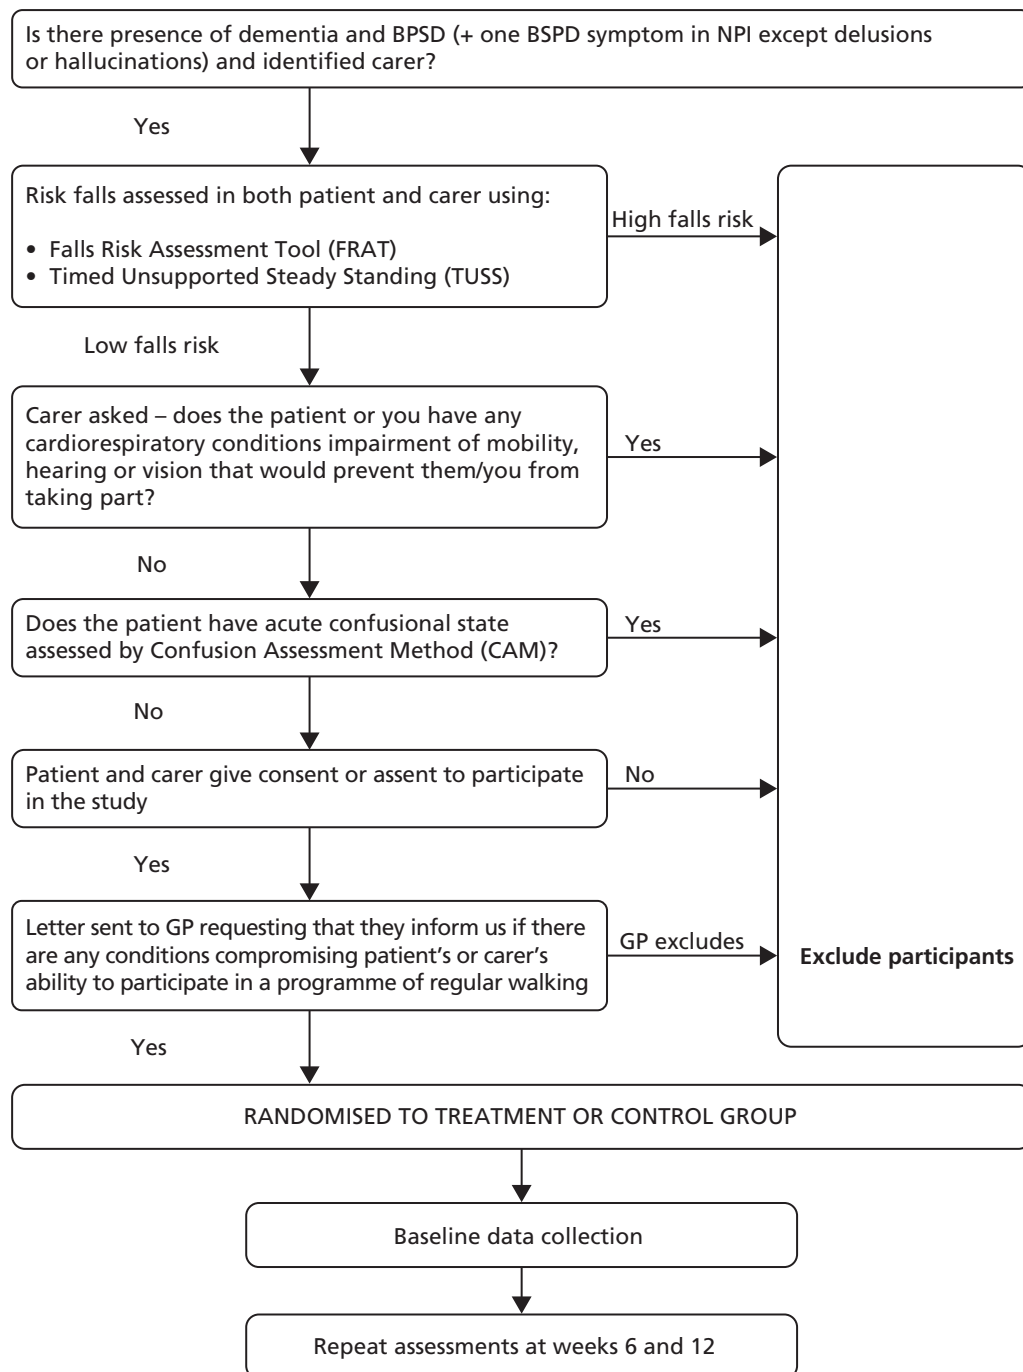 Is there presence of dementia and BPSD (+ one BSPD symptom in NPI except delusions
or hallucinations) and identified carer?
Yes
Risk falls assessed in both patient and carer using:
• Falls Risk Assessment Tool (FRAT)
• Timed Unsupported Steady Standing (TUSS)
High falls risk
Low falls risk
Carer asked – does the patient or you have any
cardiorespiratory conditions impairment of mobility,
hearing or vision that would prevent them/you from
taking part?
Yes
No
Does the patient have acute confusional state
assessed by Confusion Assessment Method (CAM)?
Yes
No
Patient and carer give consent or assent to participate
in the study
No
Yes
Letter sent to GP requesting that they inform us if there
are any conditions compromising patient’s or carer’s
ability to participate in a programme of regular walking
GP excludes
Exclude participants
Yes
RANDOMISED TO TREATMENT OR CONTROL GROUP
Baseline data collection
Repeat assessments at weeks 6 and 12